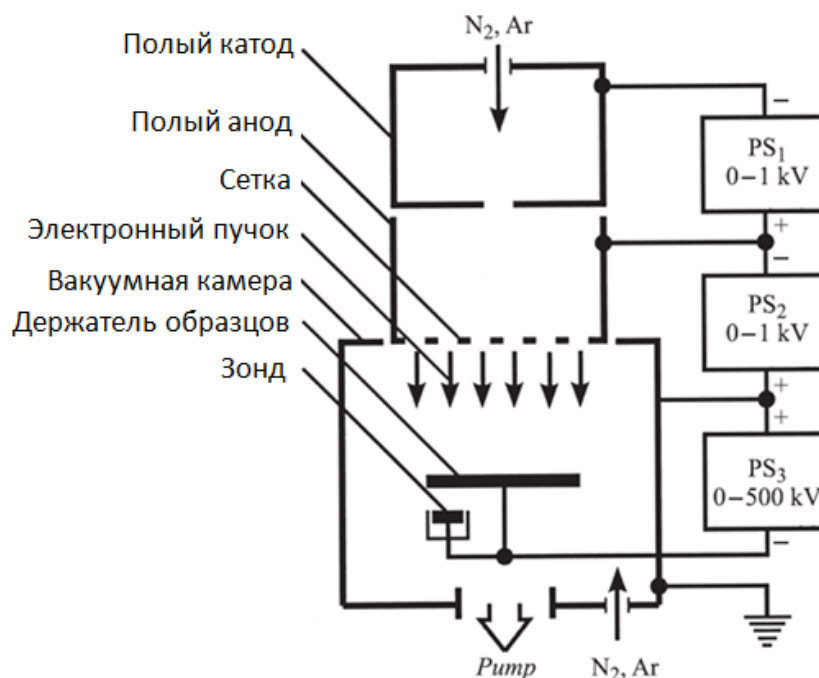 N₂, Ar
Полый катод
Полый анод
Сетка
Электронный пучок
Вакуумная камера
Держатель образцов
Зонд
−
PS₁
0–1 kV
+
−
PS₂
0–1 kV
+
+
PS₃
0–500 kV
−
Pump
N₂, Ar